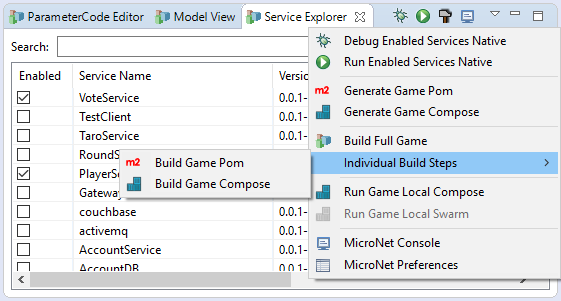 ParameterCode Editor
Model View
Service Explorer
Search:
Enabled Service Name Versio
VoteService 0.0.1-
TestClient 0.0.1-
TaroService 0.0.1-
RoundS
PlayerSe
Gateway
couchbase 0.0.1-
activemq 0.0.1-
AccountService 0.0.1-
AccountDB 0.0.1-
Debug Enabled Services Native
Run Enabled Services Native
m2 Generate Game Pom
Generate Game Compose
Build Full Game
Individual Build Steps
Run Game Local Compose
Run Game Local Swarm
MicroNet Console
MicroNet Preferences
m2 Build Game Pom
Build Game Compose